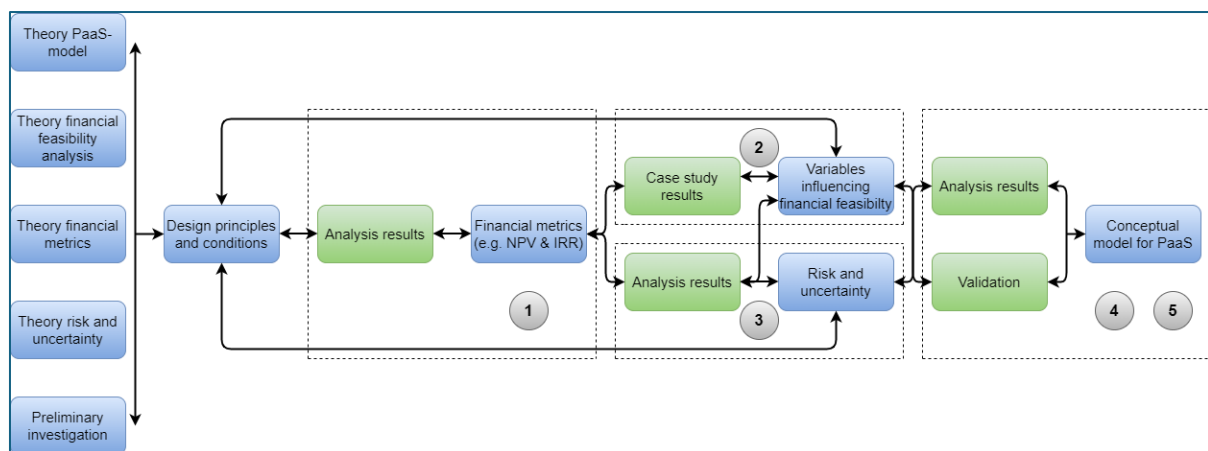 Theory PaaS-
model
Theory financial
feasibility
analysis
Theory financial
metrics
Theory risk and
uncertainty
Preliminary
investigation
Design principles
and conditions
Analysis results
Financial metrics
(e.g. NPV & IRR)
1
Case study
results
2
Variables
influencing
financial feasibilty
Analysis results
3
Risk and
uncertainty
Analysis results
Validation
Conceptual
model for PaaS
4
5